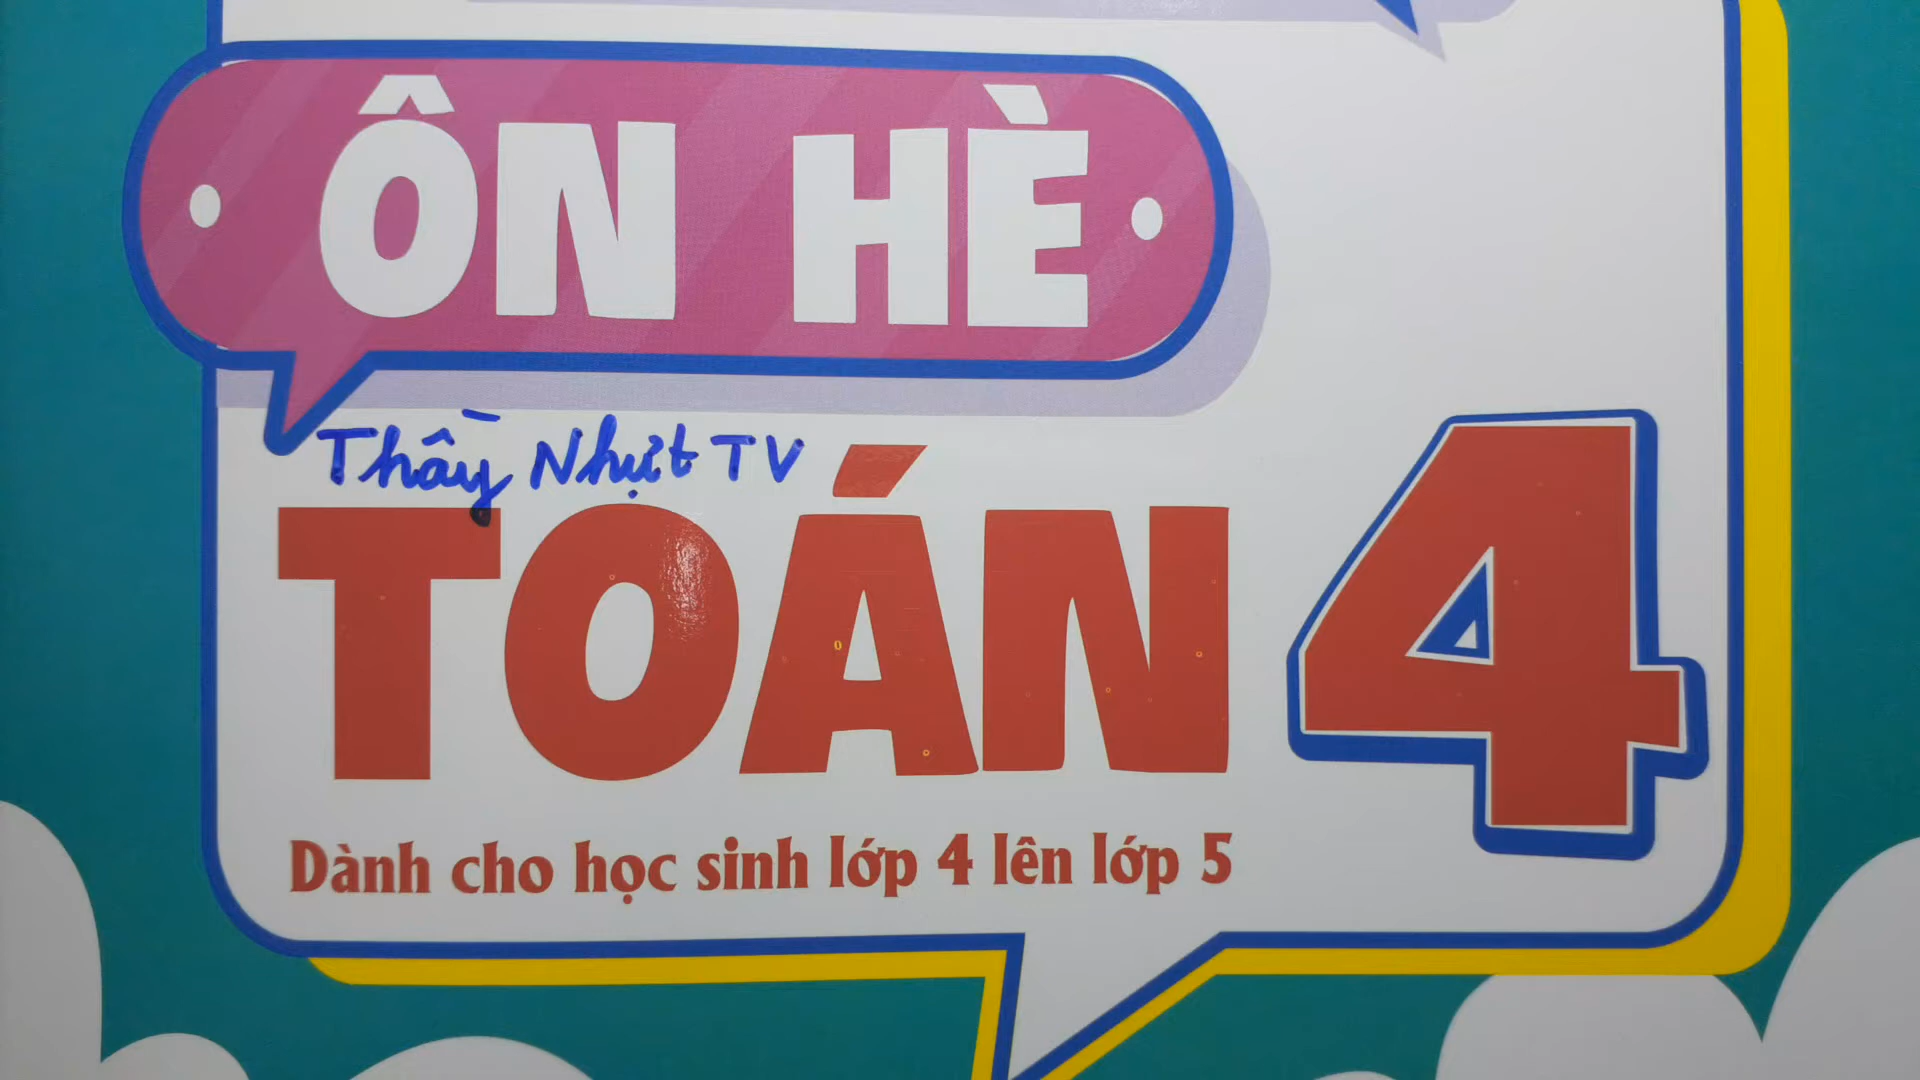 ÔN HÈ
Thầy Nhựt TV
TOÁN 4
Dành cho học sinh lớp 4 lên lớp 5